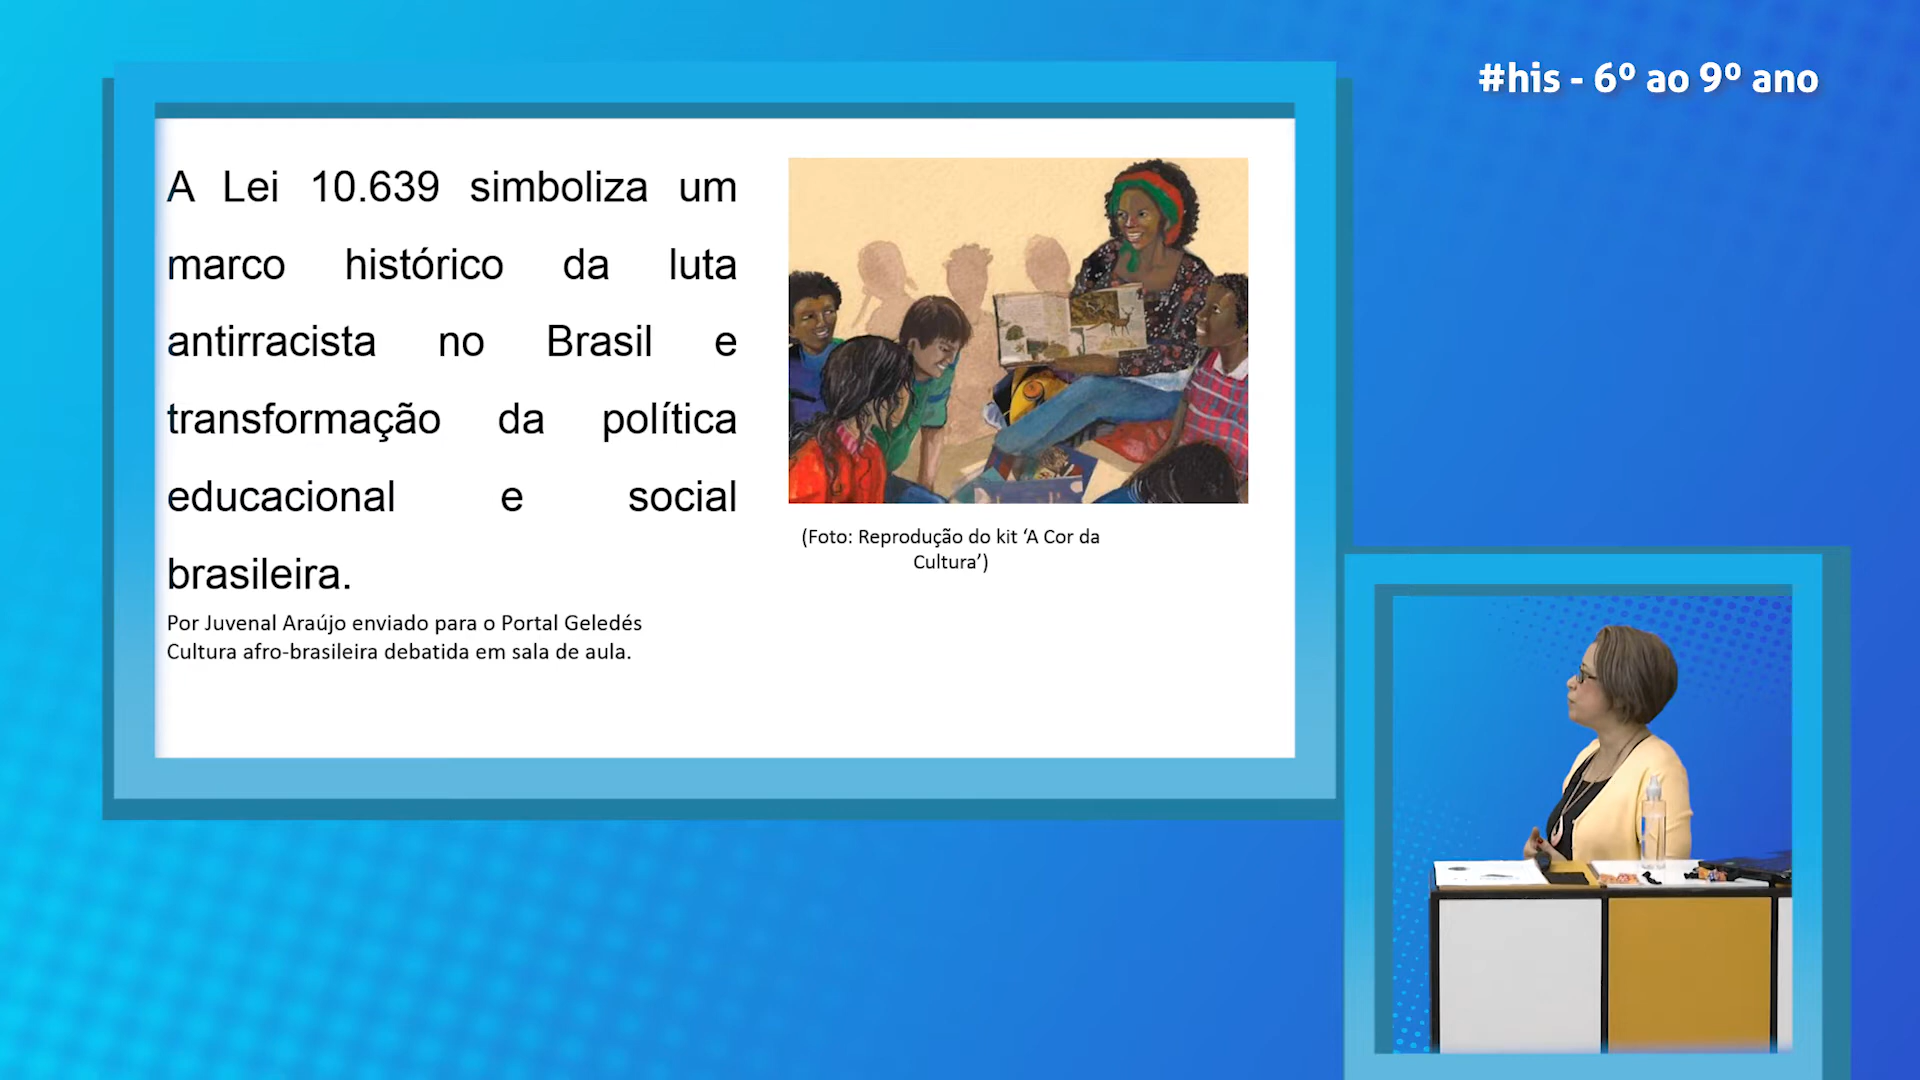 #his - 6º ao 9º ano
A Lei 10.639 simboliza um
marco histórico da luta
antirracista no Brasil e
transformação da política
educacional e social
brasileira.
Por Juvenal Araújo enviado para o Portal Geledés
Cultura afro-brasileira debatida em sala de aula.
(Foto: Reprodução do kit ‘A Cor da
Cultura’)